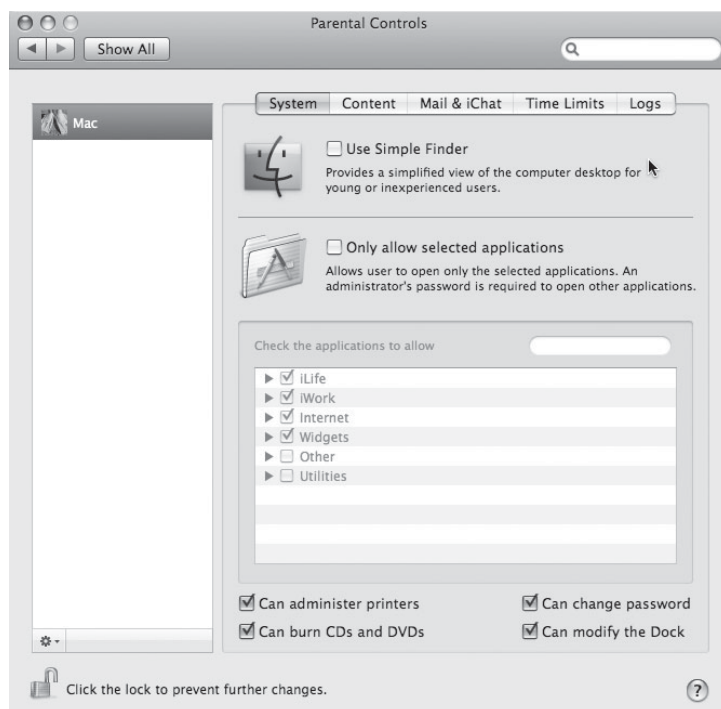 Parental Controls
Show All
Mac
System Content Mail & iChat Time Limits Logs
Use Simple Finder
Provides a simplified view of the computer desktop for
young or inexperienced users.
Only allow selected applications
Allows user to open only the selected applications. An
administrator's password is required to open other applications.
Check the applications to allow
iLife
iWork
Internet
Widgets
Other
Utilities
Can administer printers
Can change password
Can burn CDs and DVDs
Can modify the Dock
Click the lock to prevent further changes.
?